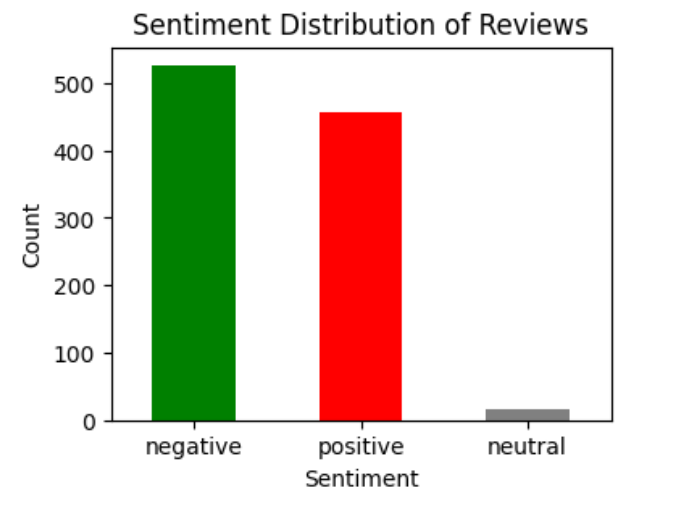 Sentiment Distribution of Reviews
500
400
300
200
100
0
Count
negative positive neutral
Sentiment